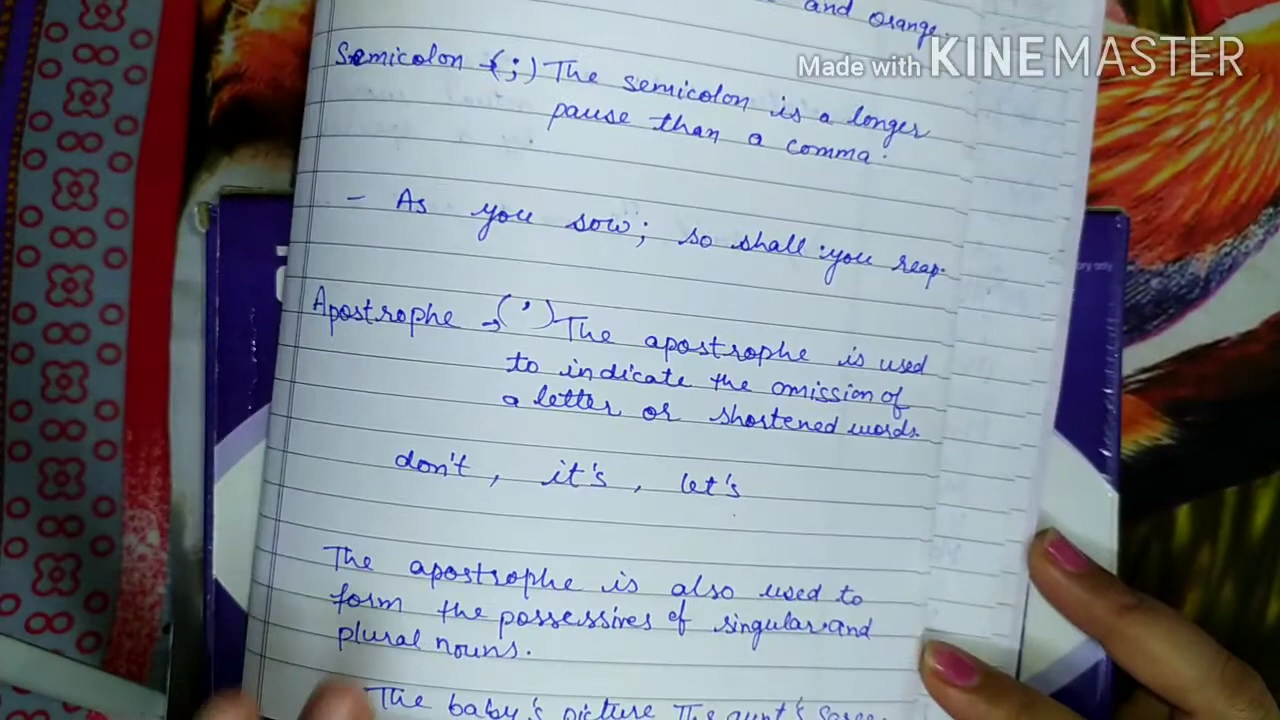 and orange.
Made with KINEMASTER
Semicolon - (;) The semicolon is a longer
pause than a comma.
- As you sow; so shall you reap.
Apostrophe → (') The apostrophe is used
to indicate the omission of
a letter or shortened words.
don't, it's, let's
The apostrophe is also used to
form the possessives of singular and
plural nouns.
The baby's picture The aunt's saree